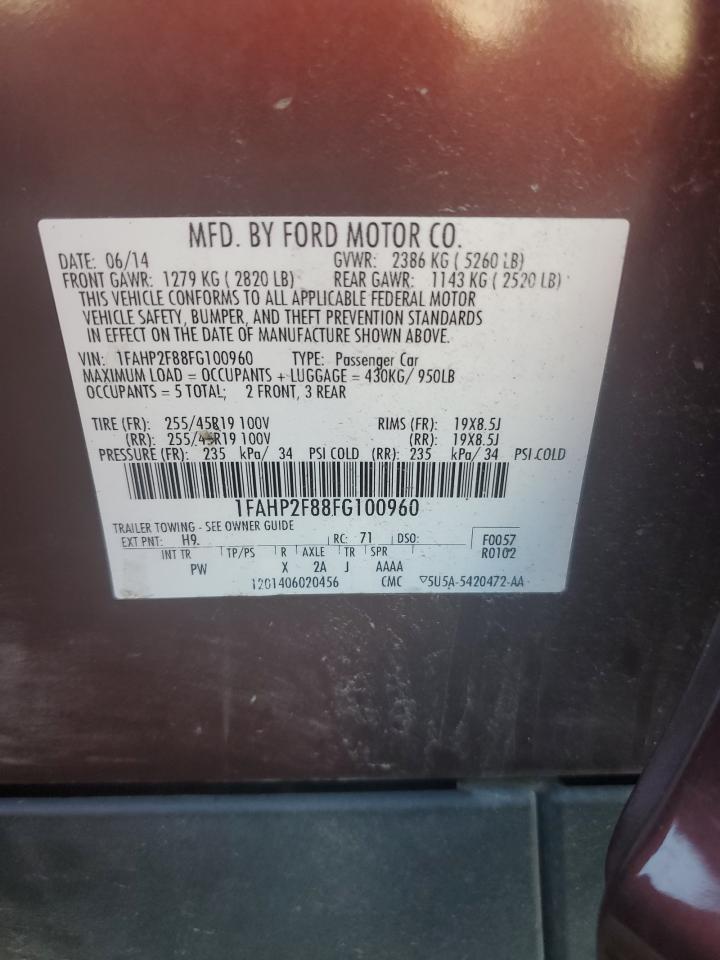 MFD. BY FORD MOTOR CO.
DATE: 06/14 GVWR: 2386 KG ( 5260 LB)
FRONT GAWR: 1279 KG ( 2820 LB) REAR GAWR: 1143 KG ( 2520 LB)
THIS VEHICLE CONFORMS TO ALL APPLICABLE FEDERAL MOTOR
VEHICLE SAFETY, BUMPER, AND THEFT PREVENTION STANDARDS
IN EFFECT ON THE DATE OF MANUFACTURE SHOWN ABOVE.
VIN: 1FAHP2F88FG100960 TYPE: Passenger Car
MAXIMUM LOAD = OCCUPANTS + LUGGAGE = 430KG/ 950LB
OCCUPANTS = 5 TOTAL; 2 FRONT, 3 REAR
TIRE (FR): 255/45R19 100V RIMS (FR): 19X8.5J
(RR): 255/45R19 100V (RR): 19X8.5J
PRESSURE (FR): 235 kPa/ 34 PSI COLD (RR): 235 kPa/ 34 PSI COLD
1FAHP2F88FG100960
TRAILER TOWING - SEE OWNER GUIDE
EXT PNT: H9. RC: 71 DSO: F0057
INT TR TP/PS R AXLE TR SPR R0102
PW X 2A J AAAA
1201406020456 CMC ▽5U5A-5420472-AA